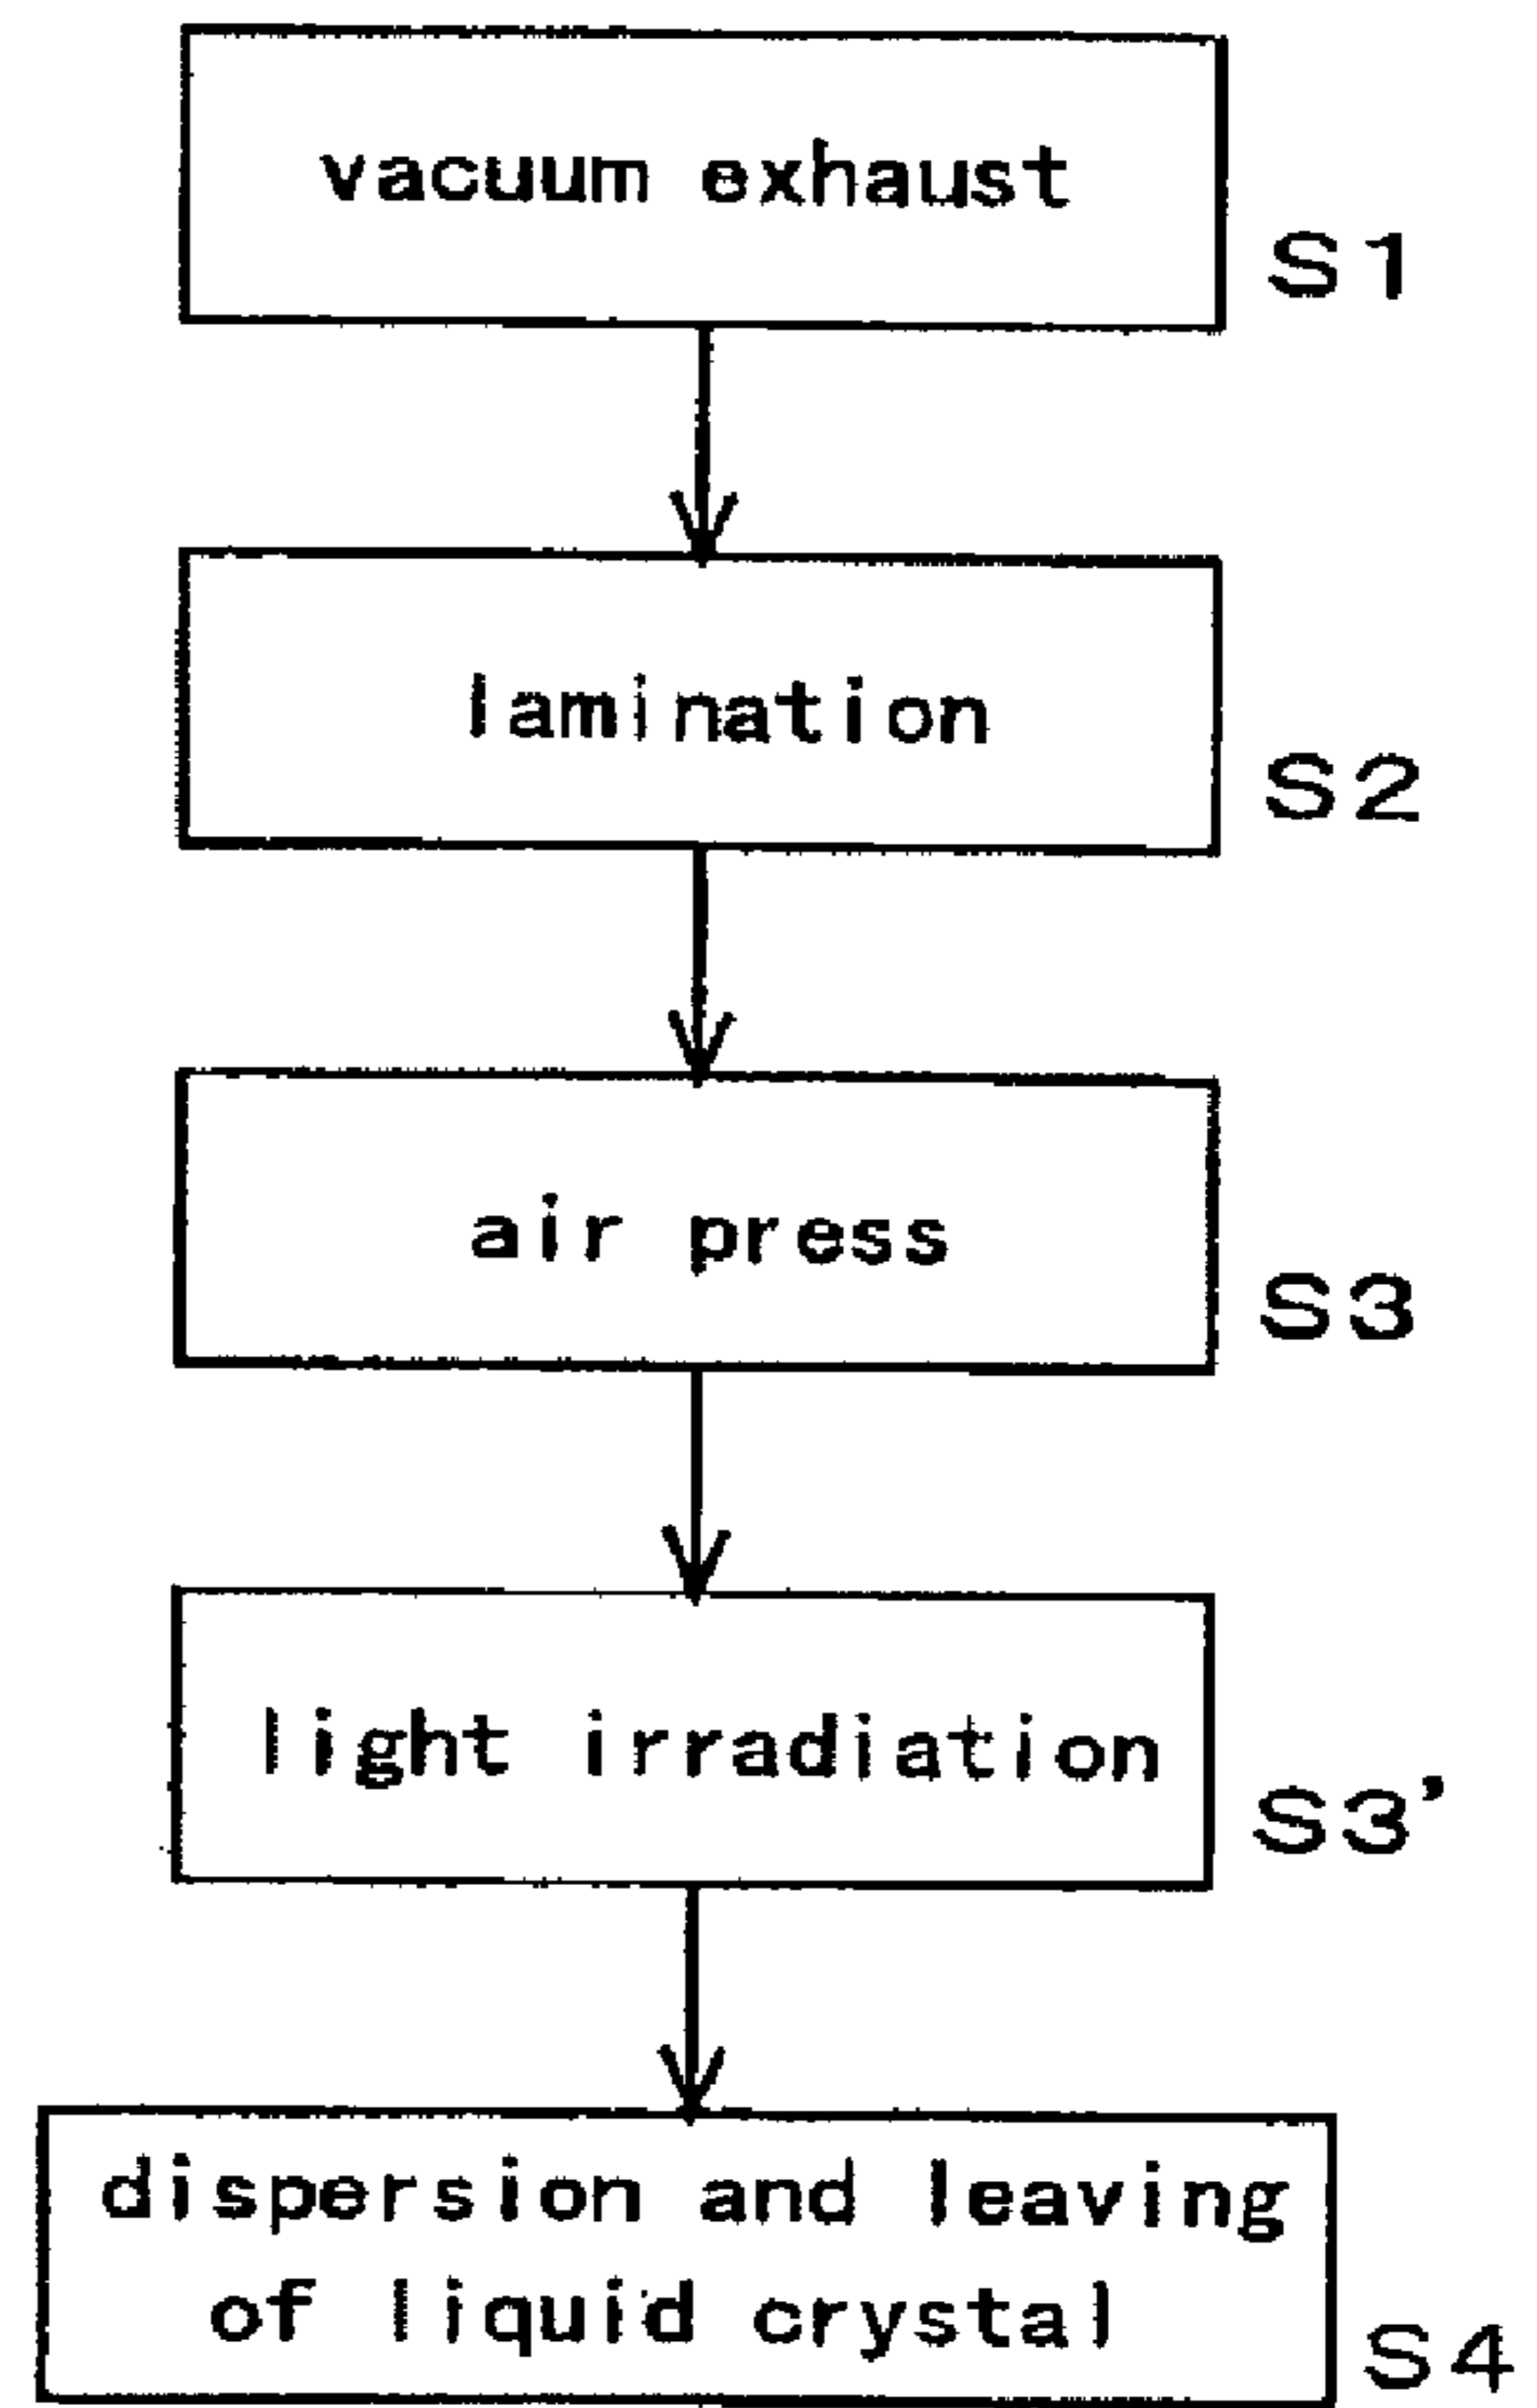 vacuum exhaust
S1
lamination
S2
air press
S3
light irradiation
S3'
dispersion and leaving
of liquid crystal
S4